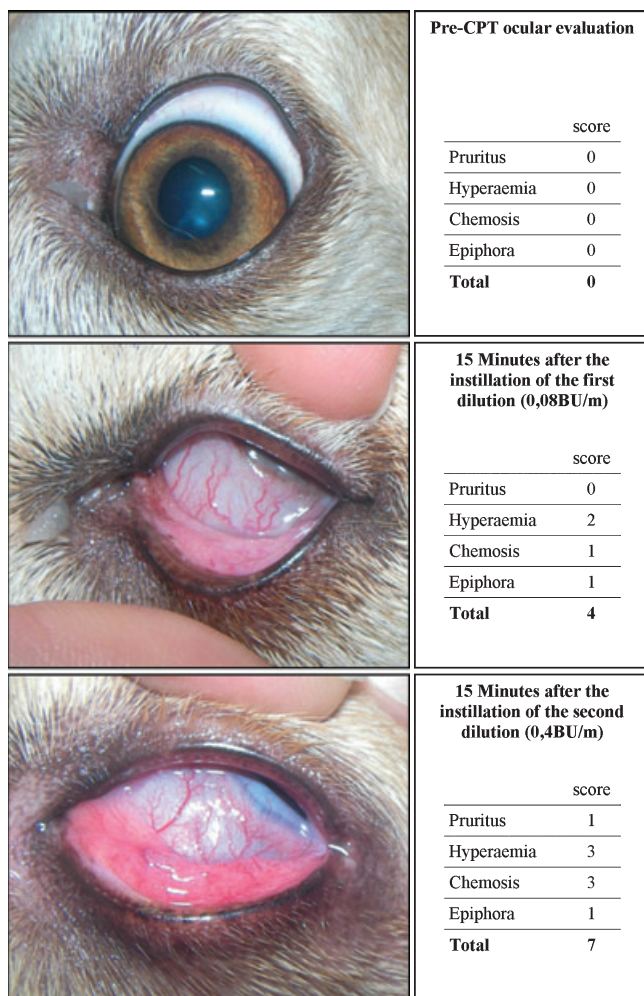 Pre-CPT ocular evaluation
score
Pruritus 0
Hyperaemia 0
Chemosis 0
Epiphora 0
Total 0
15 Minutes after the
instillation of the first
dilution (0,08BU/m)
score
Pruritus 0
Hyperaemia 2
Chemosis 1
Epiphora 1
Total 4
15 Minutes after the
instillation of the second
dilution (0,4BU/m)
score
Pruritus 1
Hyperaemia 3
Chemosis 3
Epiphora 1
Total 7